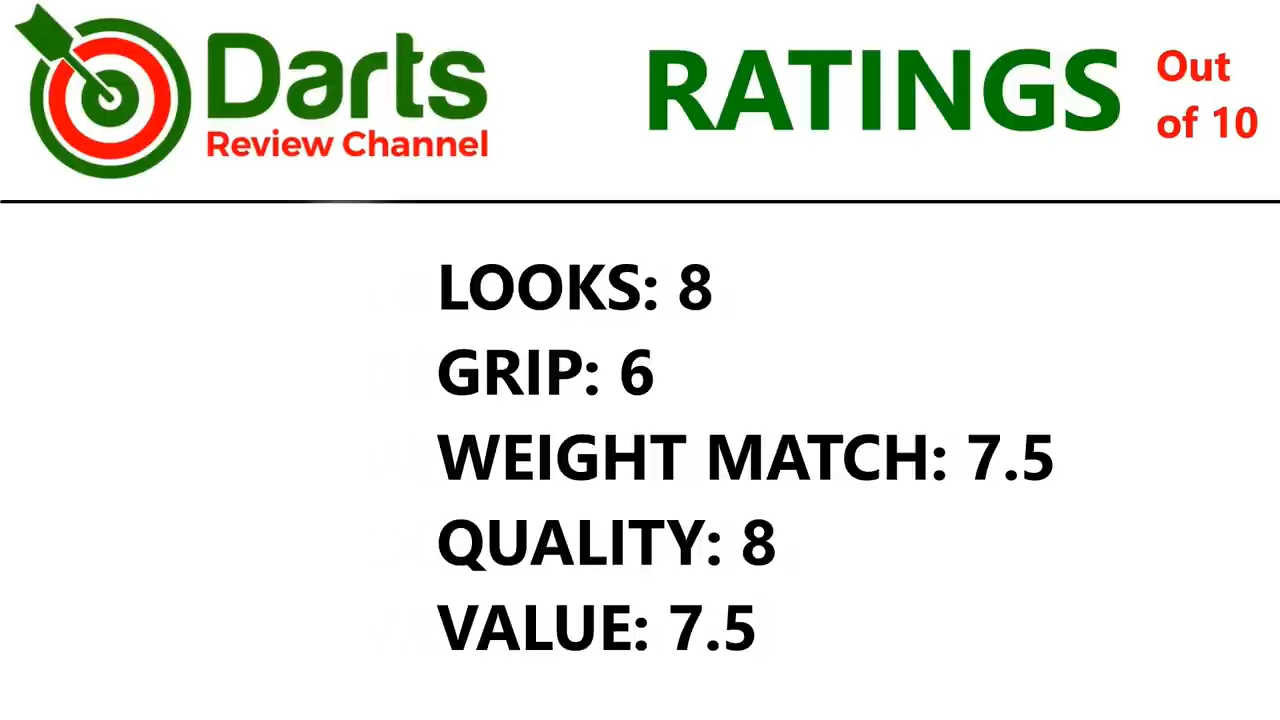 Darts
Review Channel
RATINGS
Out
of 10
LOOKS: 8
GRIP: 6
WEIGHT MATCH: 7.5
QUALITY: 8
VALUE: 7.5